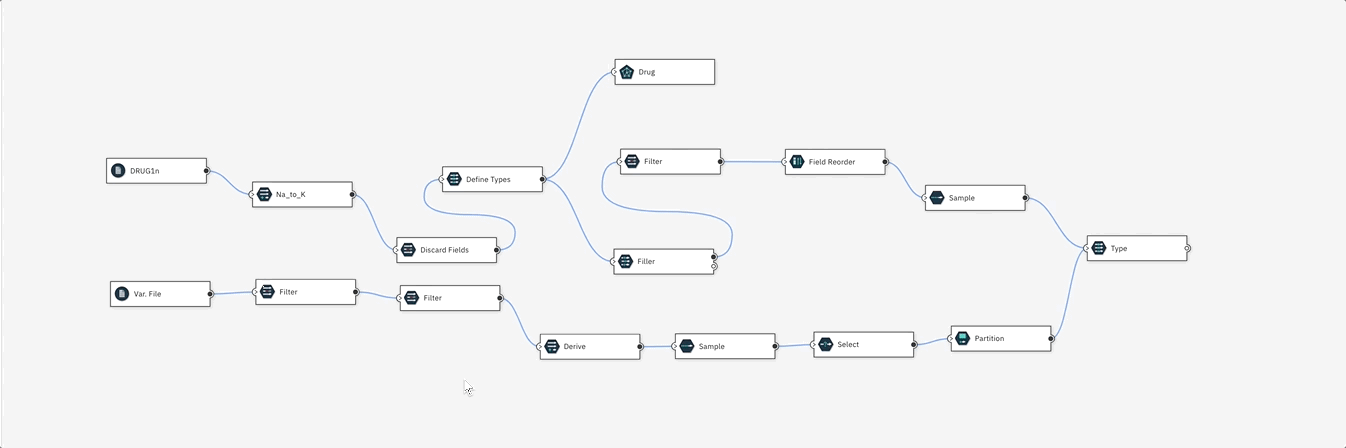 Drug
DRUG1n
Na_to_K
Define Types
Filter
Field Reorder
Sample
Discard Fields
Filler
Type
Var. File
Filter
Filter
Derive
Sample
Select
Partition